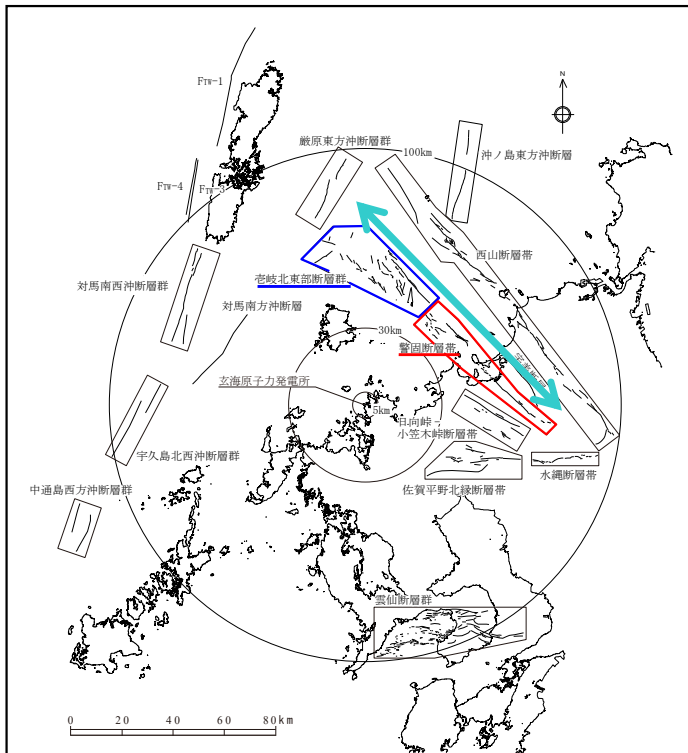 N
FTW-1
厳原東方沖断層群
100km
沖ノ島東方沖断層
FTW-4
FTW-3
西山断層帯
壱岐北東部断層群
対馬南西沖断層群
対馬南方沖断層
30km
警固断層帯
玄海原子力発電所
5km
日向峠-
小笠木峠断層帯
宇久島北西沖断層群
水縄断層帯
佐賀平野北縁断層帯
中通島西方沖断層群
雲仙断層群
0 20 40 60 80km